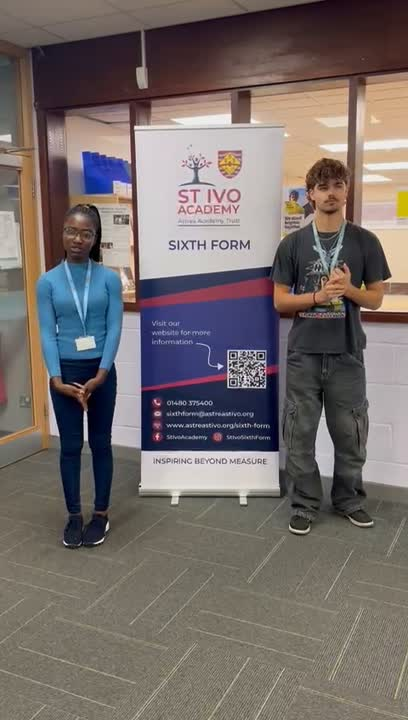 ST IVO
ACADEMY
Astrea Academy Trust
SIXTH FORM
Visit our
website for more
information
01480 375400
sixthform@astreastivo.org
www.astreastivo.org/sixth-form
StIvoAcademy
StIvoSixthForm
INSPIRING BEYOND MEASURE